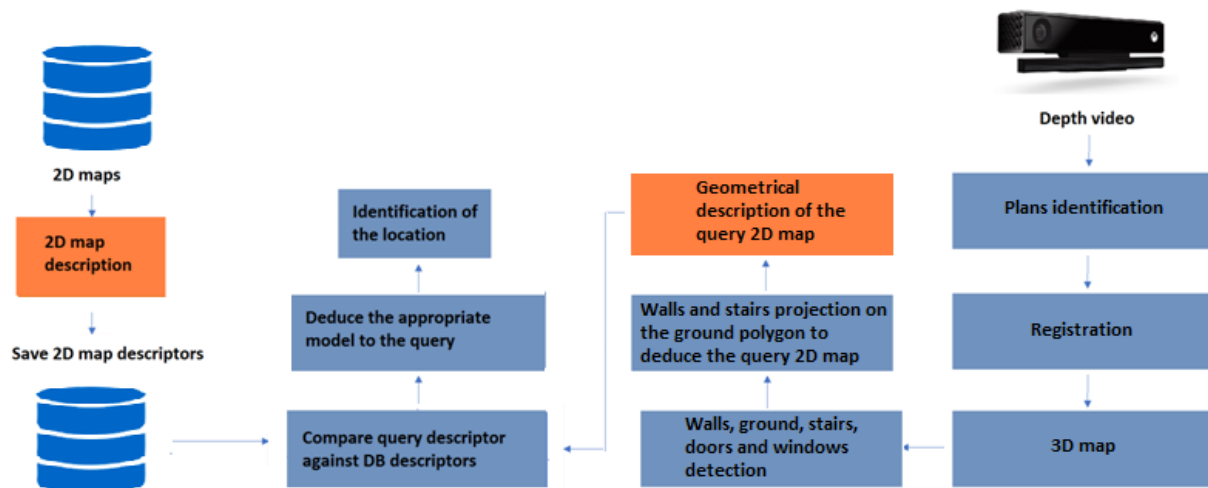 2D maps
2D map
description
Save 2D map descriptors
Identification of
the location
Deduce the appropriate
model to the query
Compare query descriptor
against DB descriptors
Geometrical
description of the
query 2D map
Walls and stairs projection on
the ground polygon to
deduce the query 2D map
Walls, ground, stairs,
doors and windows
detection
Depth video
Plans identification
Registration
3D map